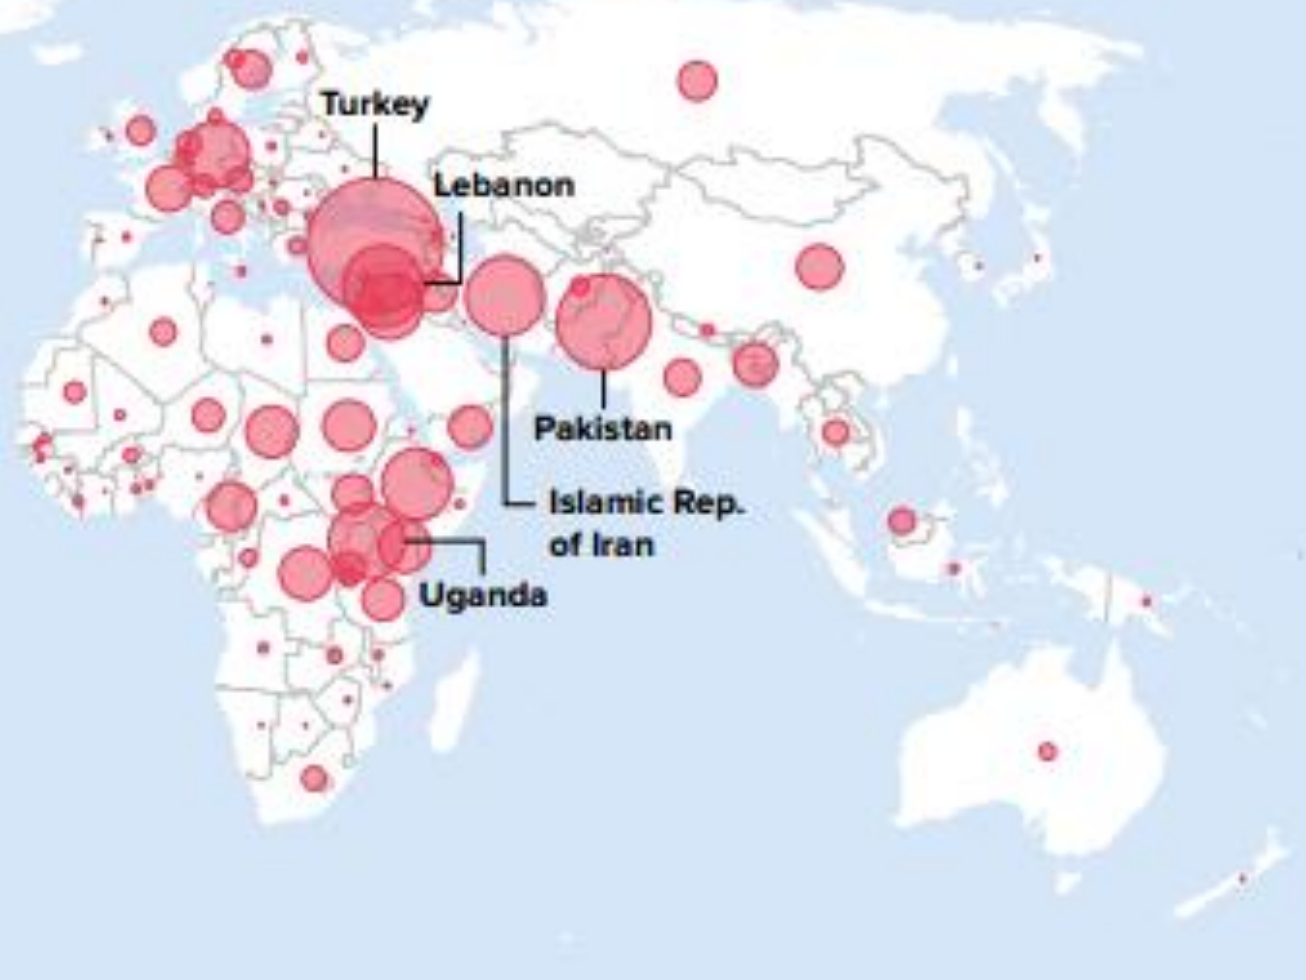 Turkey
Lebanon
Pakistan
Islamic Rep.
of Iran
Uganda